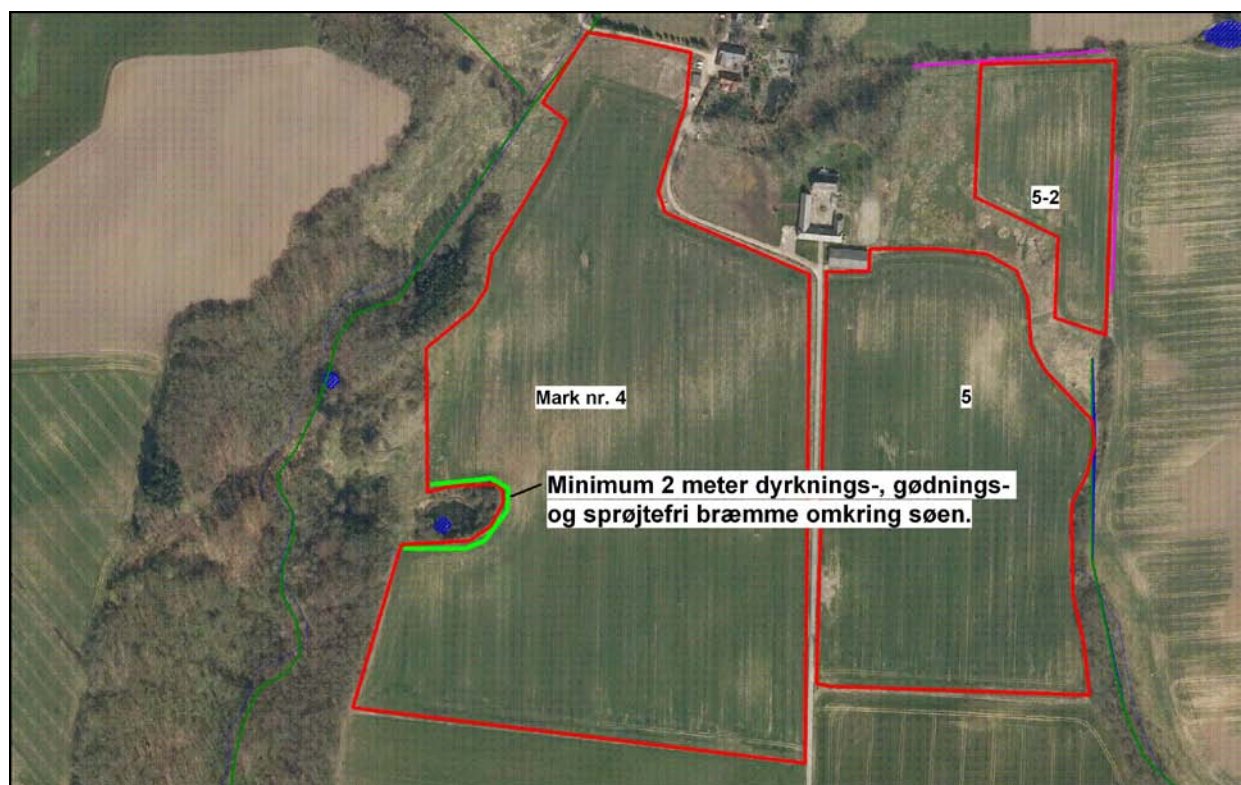 5-2
Mark nr. 4
5
Minimum 2 meter dyrknings-, gødnings-
og sprøjtefri bræmme omkring søen.